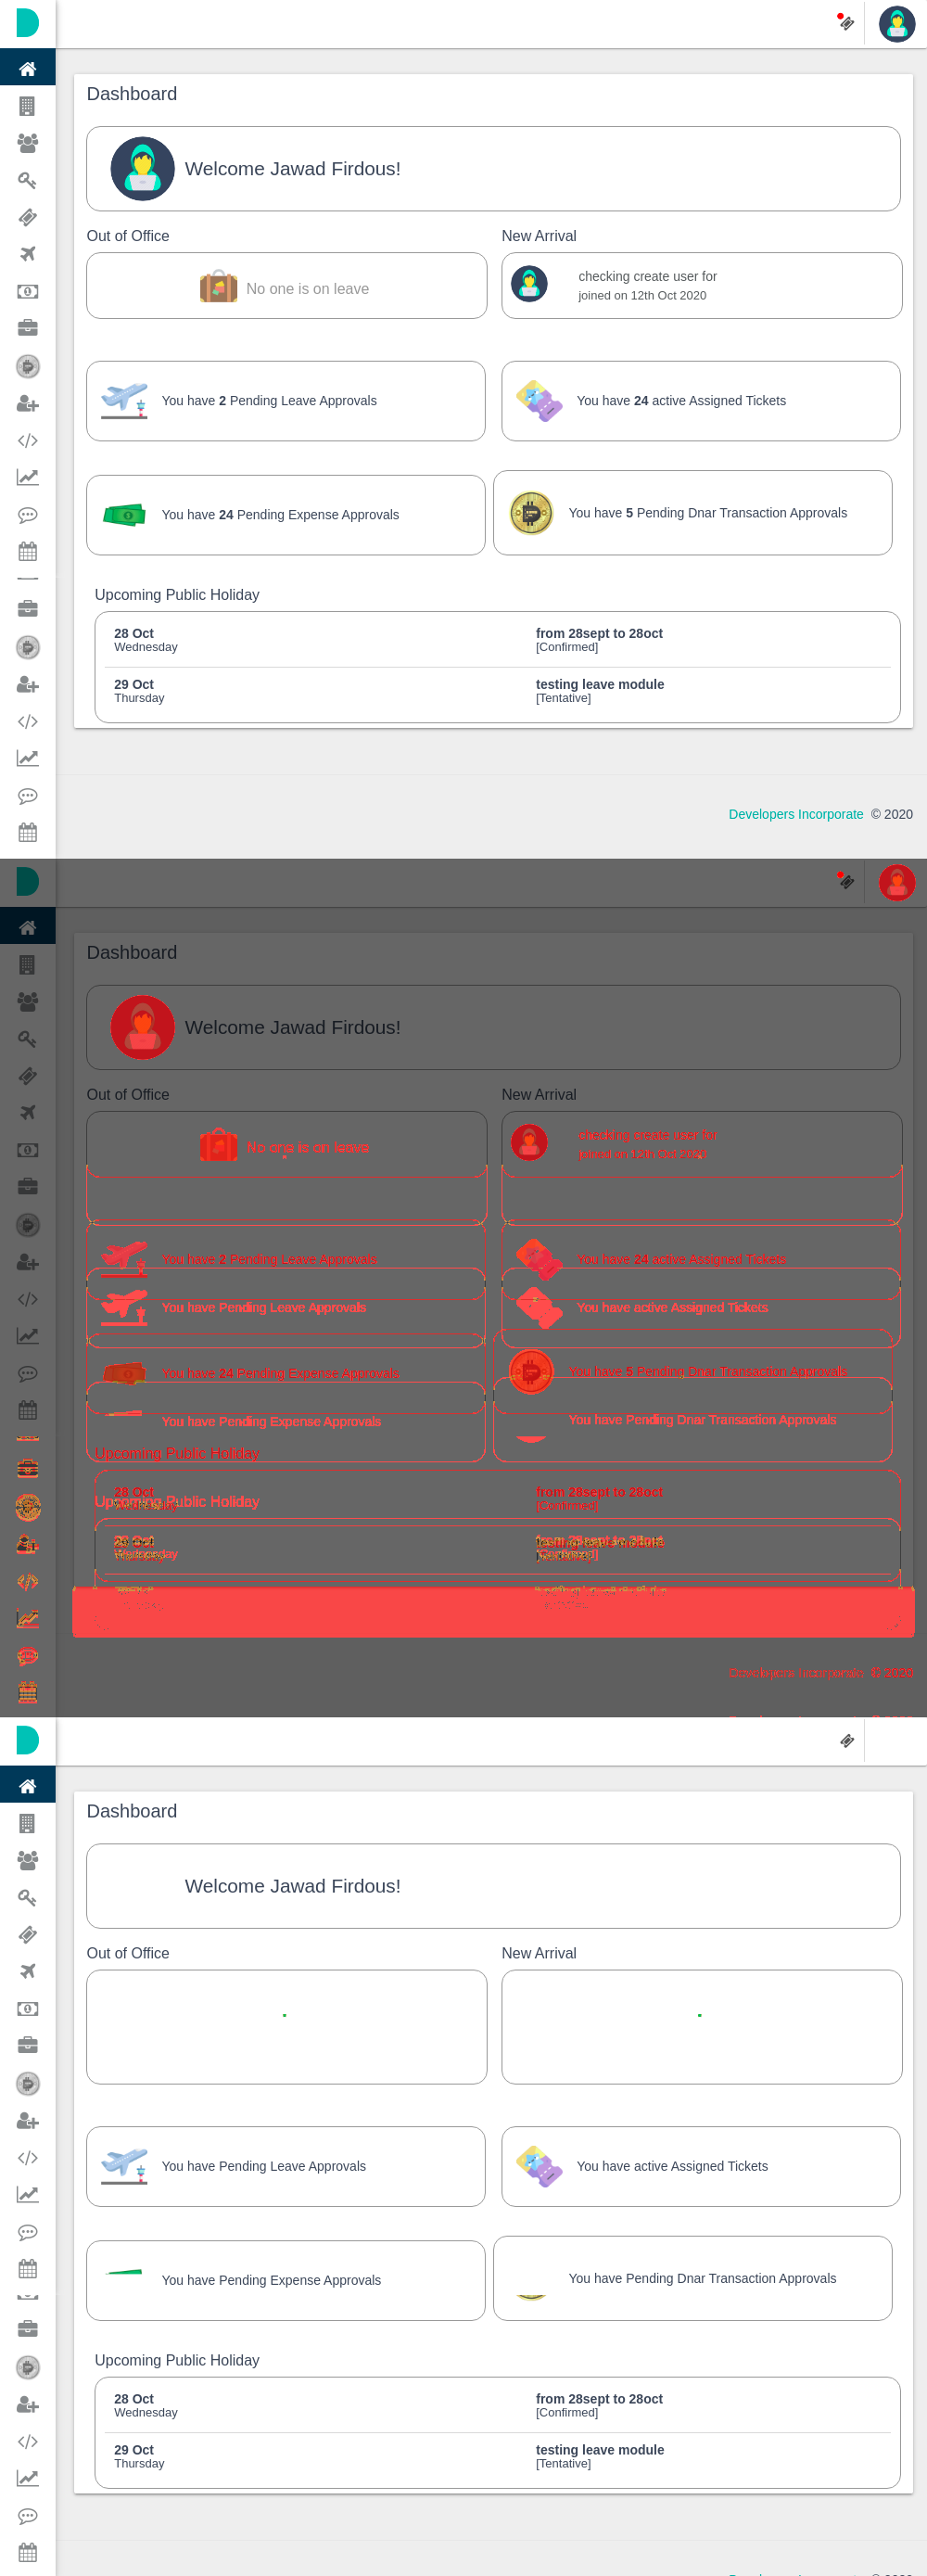 Dashboard
Welcome Jawad Firdous!
Out of Office
New Arrival
No one is on leave
checking create user for
joined on 12th Oct 2020
You have 2 Pending Leave Approvals
You have 24 active Assigned Tickets
You have 24 Pending Expense Approvals
You have 5 Pending Dnar Transaction Approvals
Upcoming Public Holiday
28 Oct
from 28sept to 28oct
Wednesday
[Confirmed]
29 Oct
testing leave module
Thursday
[Tentative]
Developers Incorporate © 2020
Dashboard
Welcome Jawad Firdous!
Out of Office
New Arrival
No one is on leave
checking create user for
joined on 12th Oct 2020
You have 2 Pending Leave Approvals
You have 24 active Assigned Tickets
You have Pending Leave Approvals
You have active Assigned Tickets
You have 24 Pending Expense Approvals
You have 5 Pending Dnar Transaction Approvals
You have Pending Expense Approvals
You have Pending Dnar Transaction Approvals
Upcoming Public Holiday
28 Oct
from 28sept to 28oct
[Confirmed]
Upcoming Public Holiday
Developers Incorporate © 2020
Dashboard
Welcome Jawad Firdous!
Out of Office
New Arrival
You have Pending Leave Approvals
You have active Assigned Tickets
You have Pending Expense Approvals
You have Pending Dnar Transaction Approvals
Upcoming Public Holiday
28 Oct
from 28sept to 28oct
Wednesday
[Confirmed]
29 Oct
testing leave module
Thursday
[Tentative]